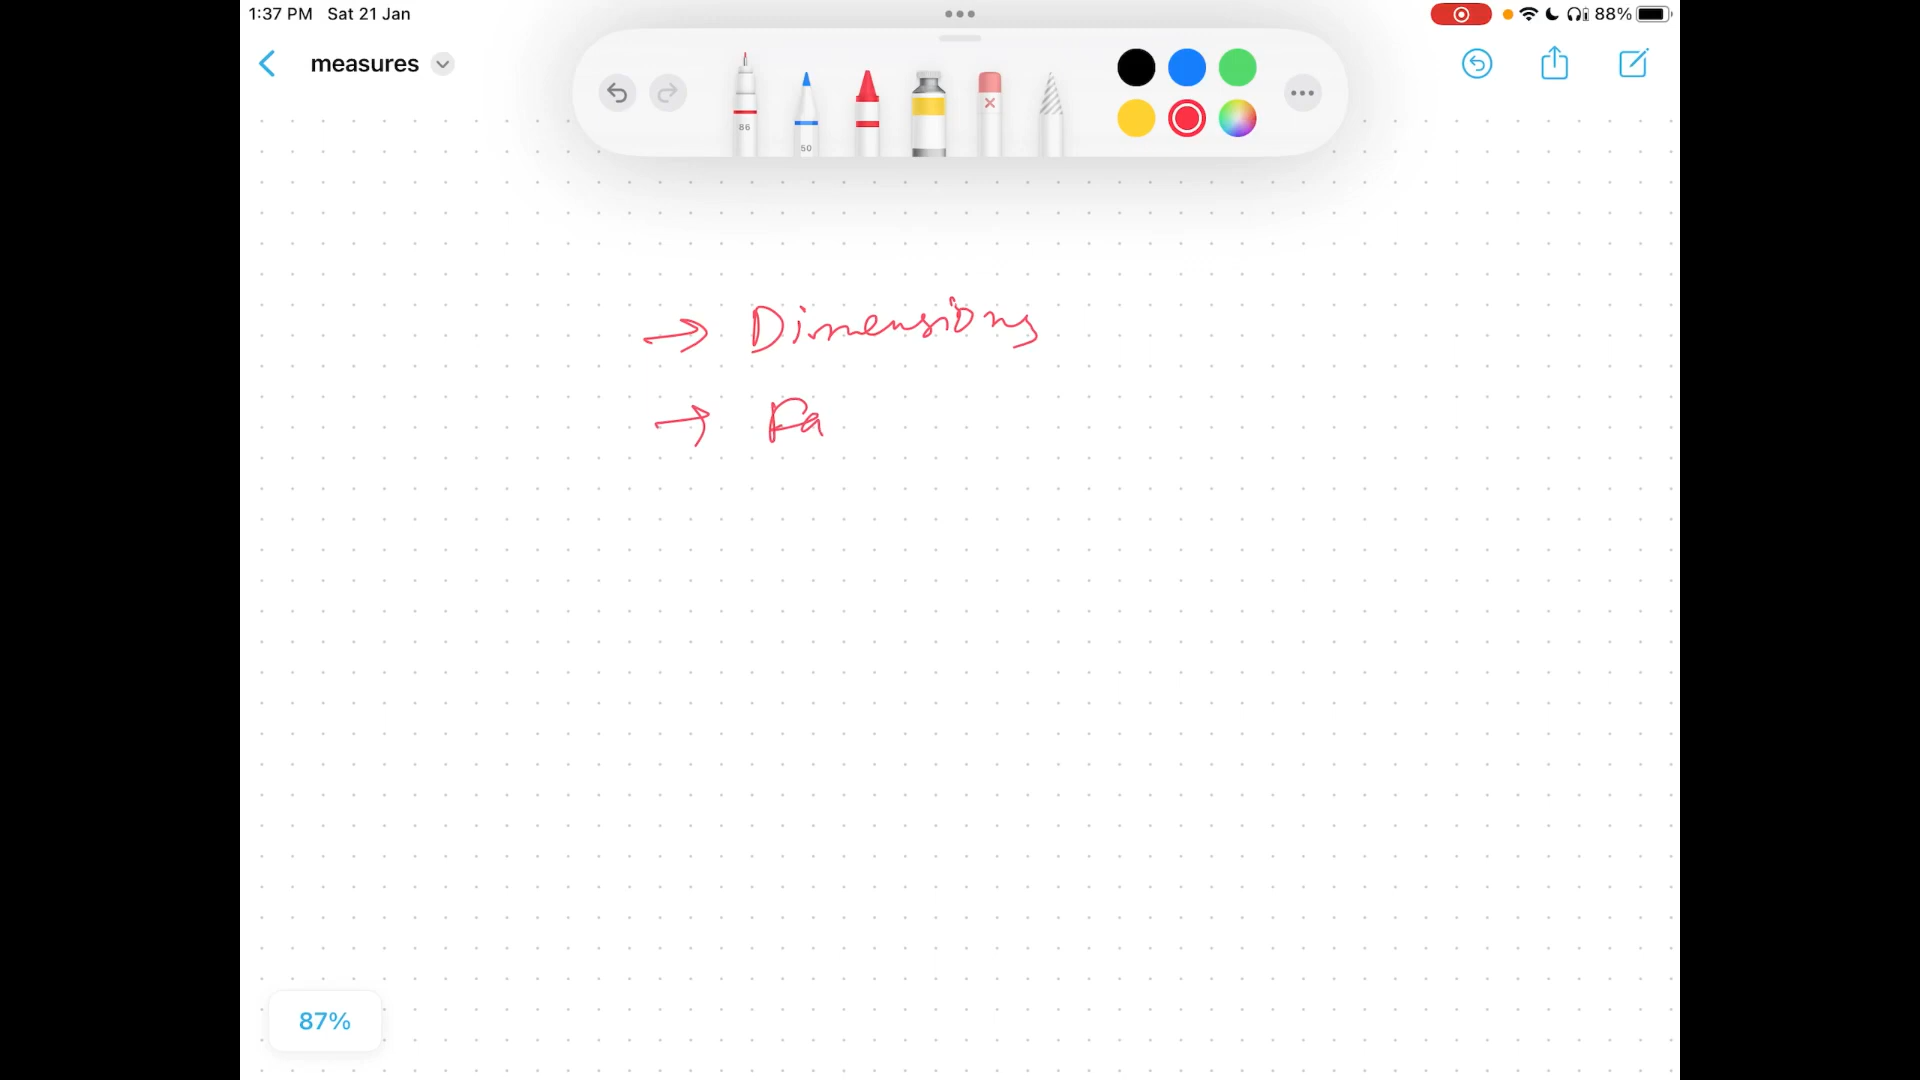 1:37 PM Sat 21 Jan
88%
measures
86
50
→ Dimensions
→ Fa
87%